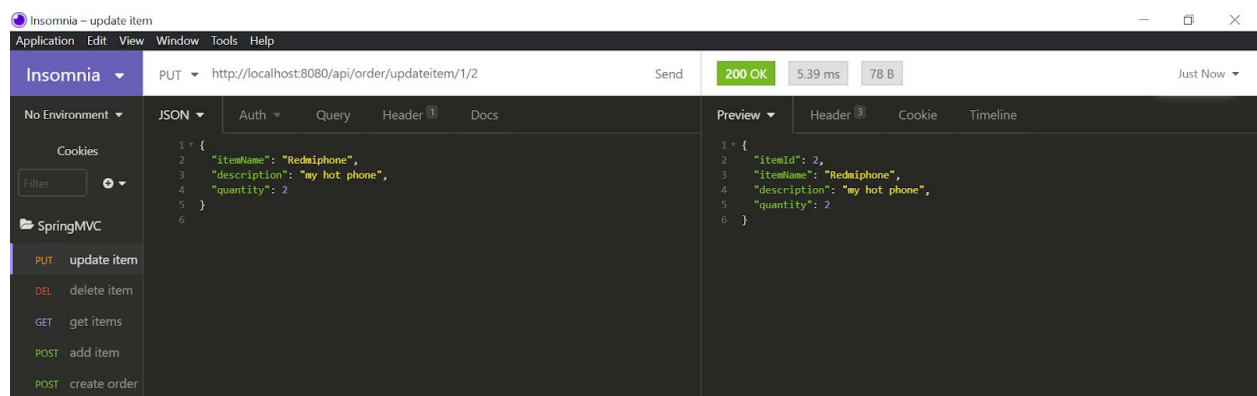 Insomnia – update item
Application Edit View Window Tools Help
Insomnia
PUT http://localhost:8080/api/order/updateitem/1/2 Send
200 OK 5.39 ms 78 B Just Now
No Environment
JSON Auth Query Header 1 Docs
Preview Header 3 Cookie Timeline
Cookies
Filter
SpringMVC
PUT update item
DEL delete item
GET get items
POST add item
POST create order
1 {
2 "itemName": "Redmiphone",
3 "description": "my hot phone",
4 "quantity": 2
5 }
6
1 {
2 "itemId": 2,
3 "itemName": "Redmiphone",
4 "description": "my hot phone",
5 "quantity": 2
6 }